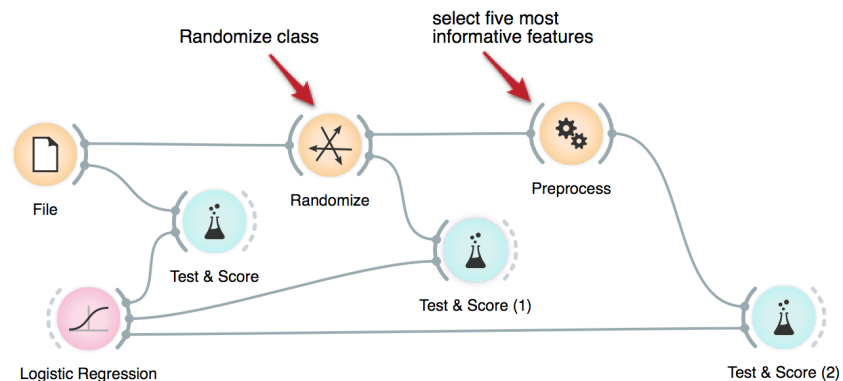 Randomize class
select five most
informative features
File
Randomize
Preprocess
Test & Score
Test & Score (1)
Logistic Regression
Test & Score (2)